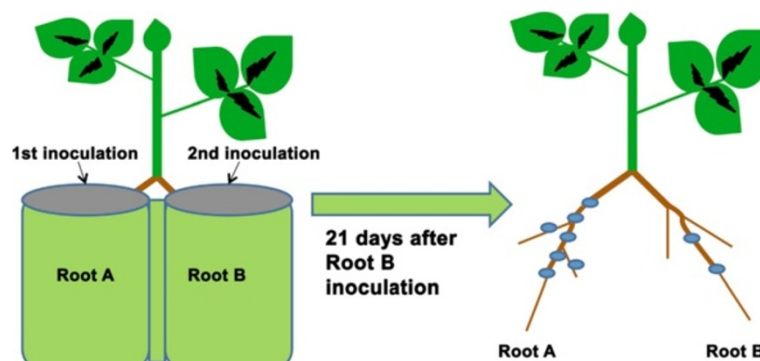 1st inoculation
2nd inoculation
Root A
Root B
21 days after
Root B
inoculation
Root A
Root B